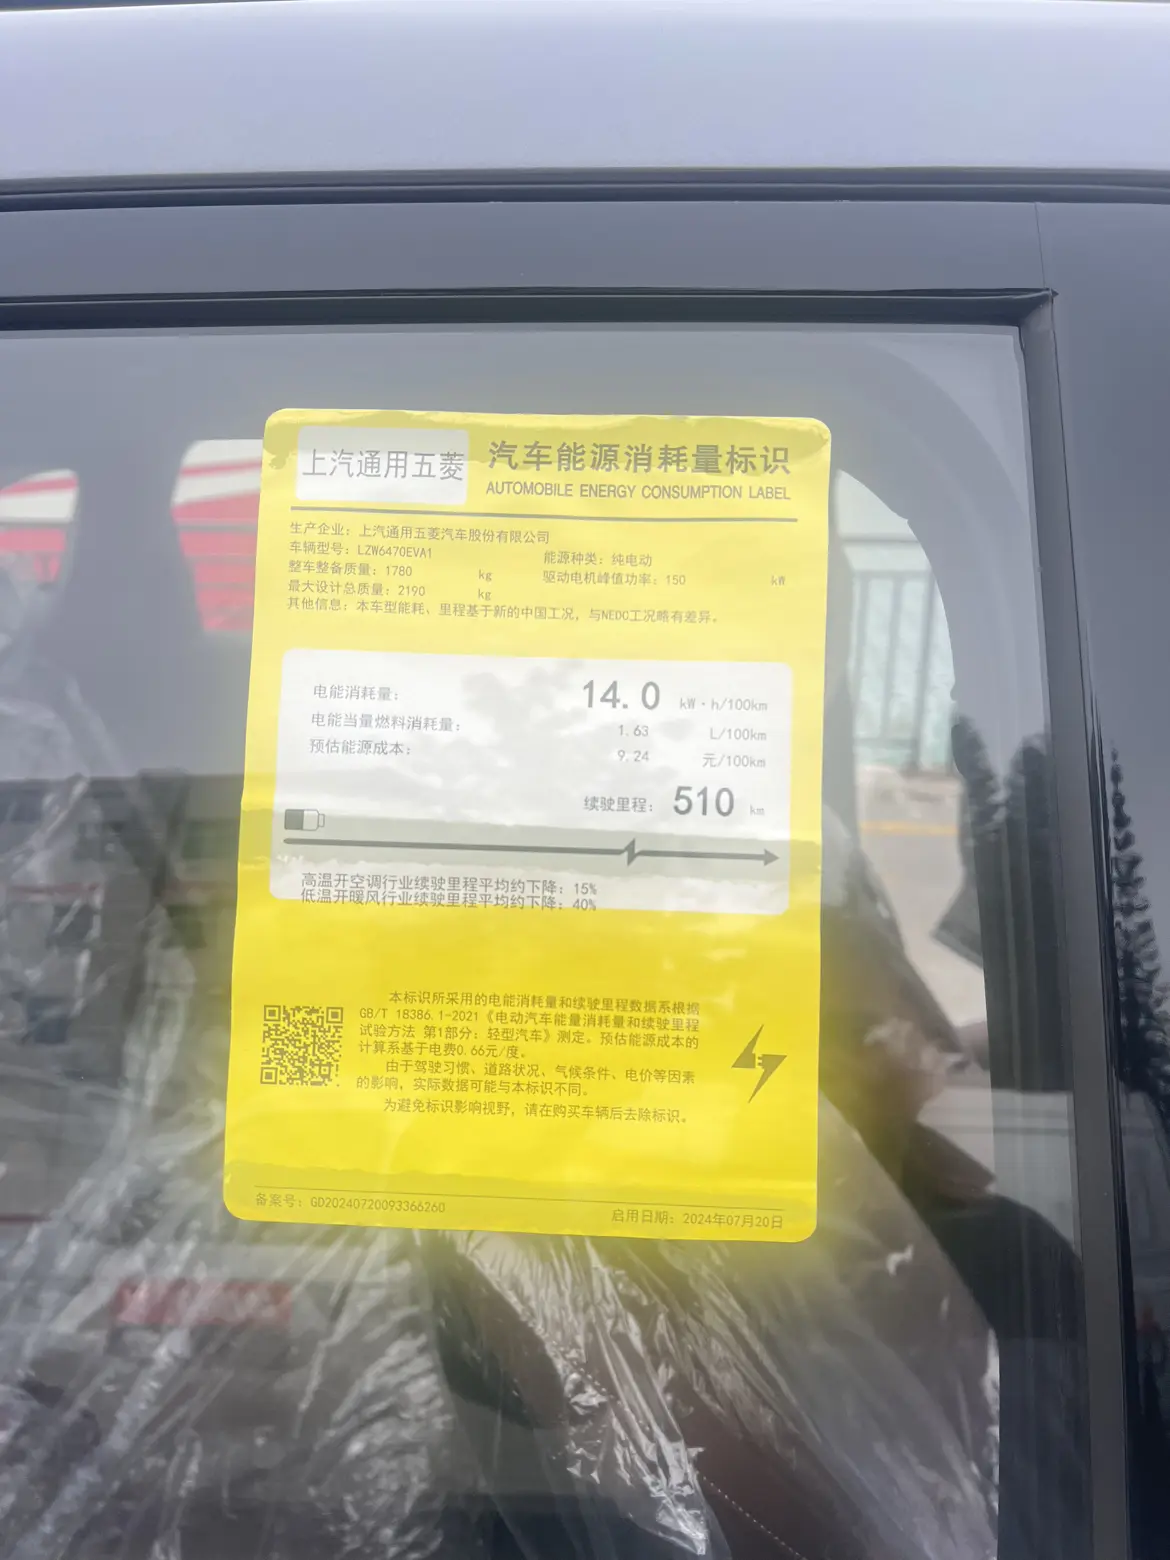 上汽通用五菱
汽车能源消耗量标识
AUTOMOBILE ENERGY CONSUMPTION LABEL
生产企业：上汽通用五菱汽车股份有限公司
车辆型号：LZW6470EVA1
能源种类：纯电动
整车整备质量：1780 kg
驱动电机峰值功率：150 kW
最大设计总质量：2190 kg
其他信息：本车型能耗、里程基于新的中国工况，与NEDC工况略有差异。
电能消耗量： 14.0 kW·h/100km
电能当量燃料消耗量： 1.63 L/100km
预估能源成本： 9.24 元/100km
续驶里程： 510 km
高温开空调行业续驶里程平均约下降：15%
低温开暖风行业续驶里程平均约下降：40%
本标识所采用的电能消耗量和续驶里程数据系根据
GB/T 18386.1-2021《电动汽车能量消耗量和续驶里程
试验方法 第1部分：轻型汽车》测定。预估能源成本的
计算系基于电费0.66元/度。
由于驾驶习惯、道路状况、气候条件、电价等因素
的影响，实际数据可能与本标识不同。
为避免标识影响视野，请在购买车辆后去除标识。
备案号：GD20240720093366260
启用日期：2024年07月20日